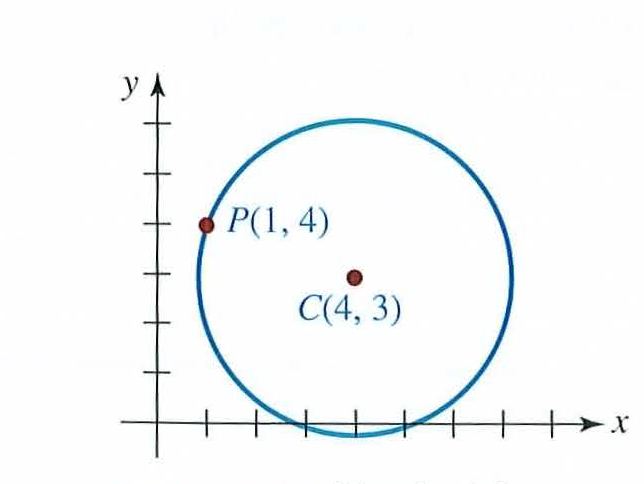 y
P(1, 4)
C(4, 3)
x